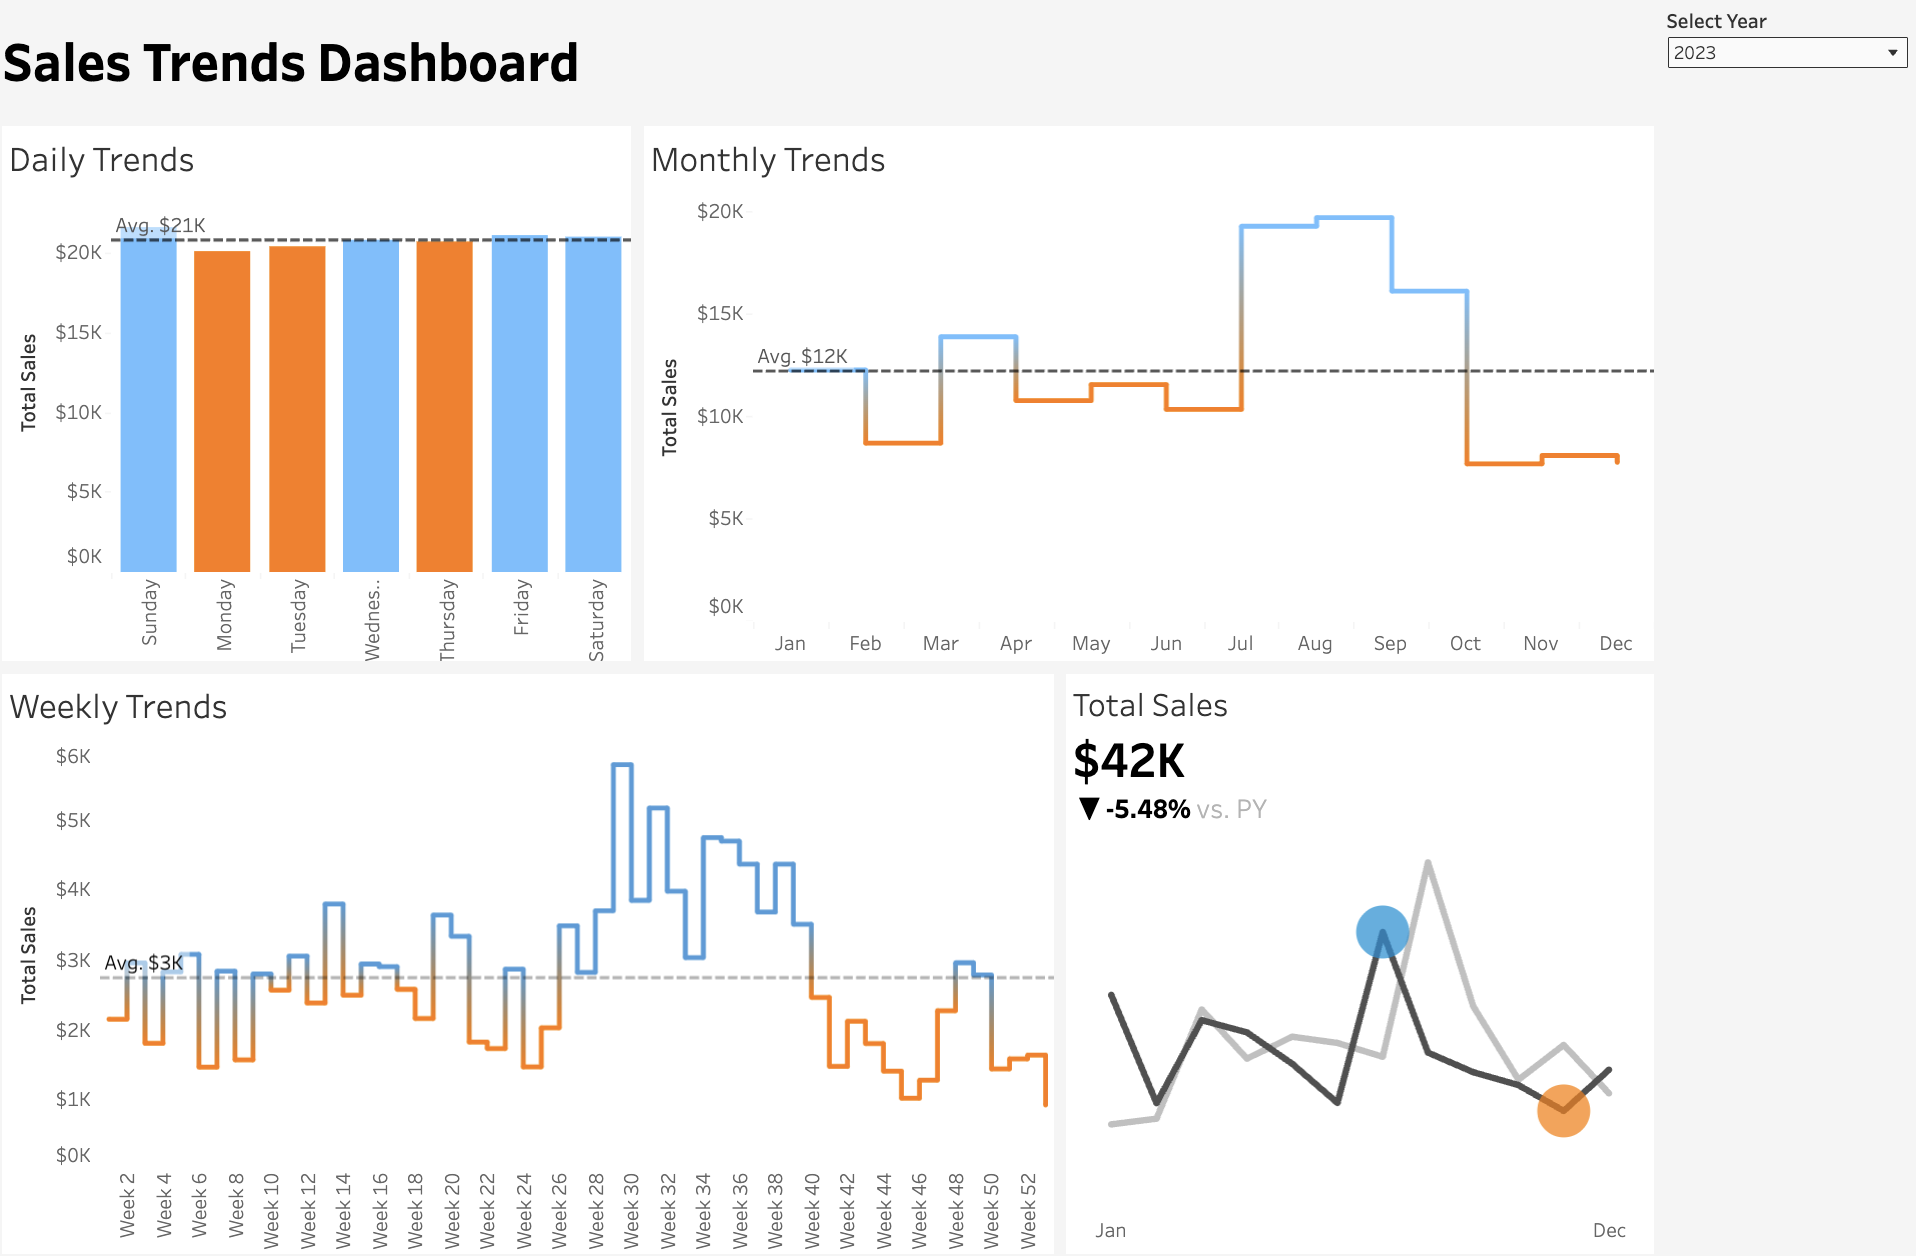 Select Year
2023
Sales Trends Dashboard
Daily Trends
Avg. $21K
$20K
$15K
$10K
$5K
$0K
Total Sales
Sunday
Monday
Tuesday
Wednes..
Thursday
Friday
Saturday
Monthly Trends
$20K
$15K
Avg. $12K
$10K
$5K
$0K
Total Sales
Jan
Feb
Mar
Apr
May
Jun
Jul
Aug
Sep
Oct
Nov
Dec
Weekly Trends
$6K
$5K
$4K
$3K
Avg. $3K
$2K
$1K
$0K
Total Sales
Week 2
Week 4
Week 6
Week 8
Week 10
Week 12
Week 14
Week 16
Week 18
Week 20
Week 22
Week 24
Week 26
Week 28
Week 30
Week 32
Week 34
Week 36
Week 38
Week 40
Week 42
Week 44
Week 46
Week 48
Week 50
Week 52
Total Sales
$42K
▼ -5.48% vs. PY
Jan
Dec